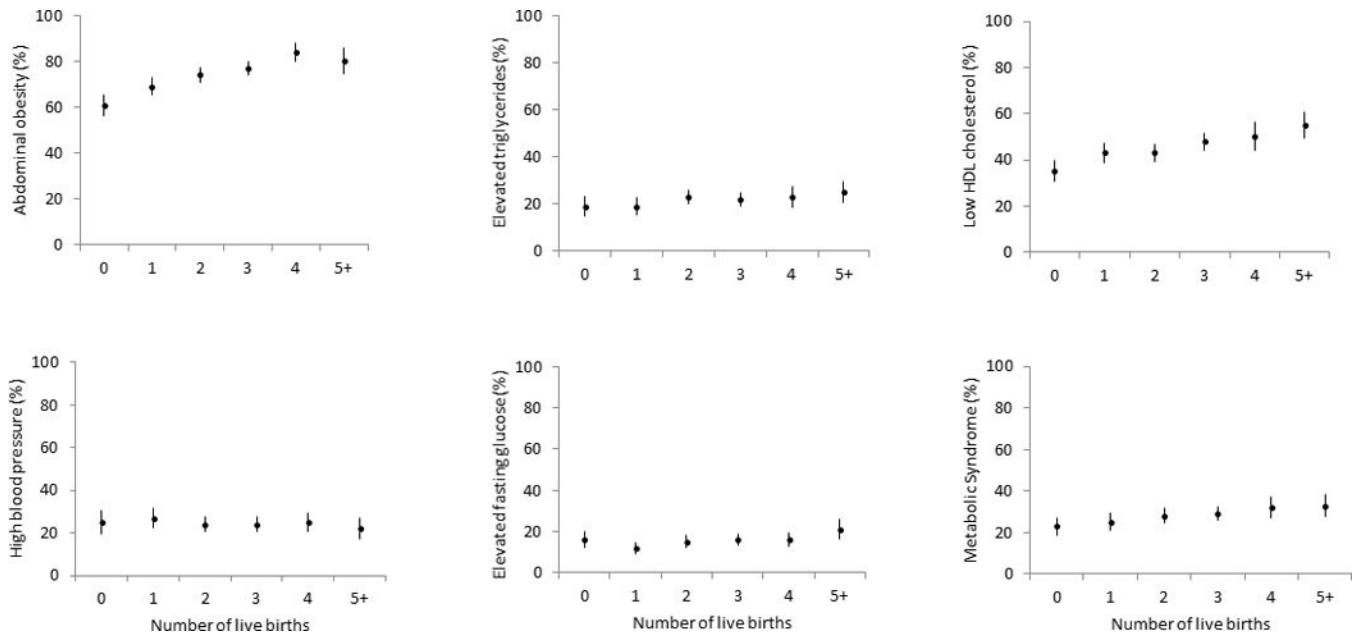 Abdominal obesity (%)
100
80
60
40
20
0
0 1 2 3 4 5+
Elevated triglycerides (%)
100
80
60
40
20
0
0 1 2 3 4 5+
Low HDL cholesterol (%)
100
80
60
40
20
0
0 1 2 3 4 5+
High blood pressure (%)
100
80
60
40
20
0
0 1 2 3 4 5+
Number of live births
Elevated fasting glucose (%)
100
80
60
40
20
0
0 1 2 3 4 5+
Number of live births
Metabolic Syndrome (%)
100
80
60
40
20
0
0 1 2 3 4 5+
Number of live births